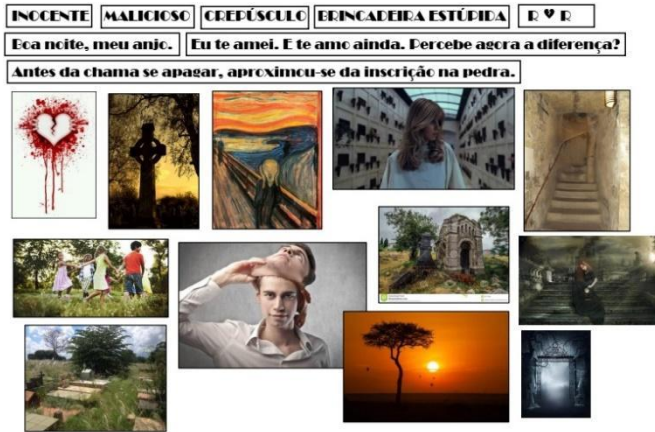 INOCENTE MALICIOSO CREPÚSCULO BRINCADEIRA ESTÚPIDA R ♥ R
Boa noite, meu anjo. Eu te amei. E te amo ainda. Percebe agora a diferença?
Antes da chama se apagar, aproximou-se da inscrição na pedra.